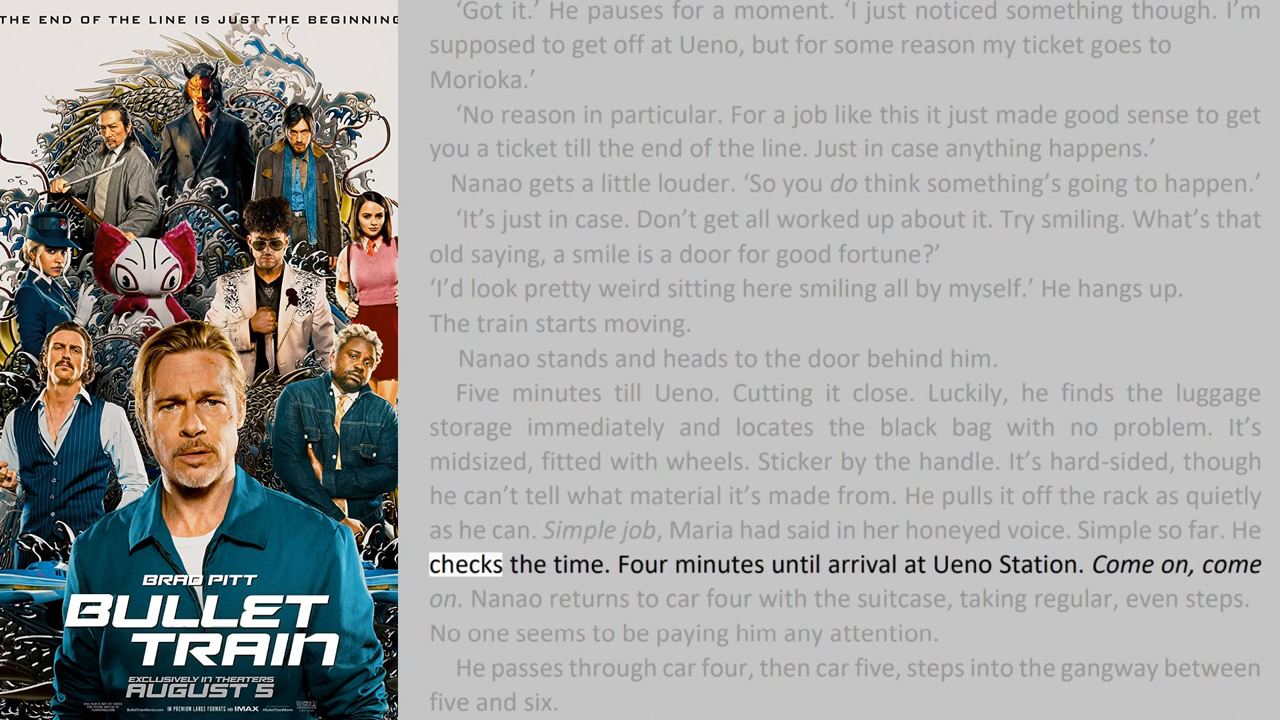 THE END OF THE LINE IS JUST THE BEGINNING
BRAD PITT
BULLET
TRAIN
EXCLUSIVELY IN THEATERS
AUGUST 5
BulletTrainMovie.com
IN PREMIUM LARGE FORMATS AND IMAX
#BulletTrainMovie
‘Got it.’ He pauses for a moment. ‘I just noticed something though. I’m
supposed to get off at Ueno, but for some reason my ticket goes to
Morioka.’
‘No reason in particular. For a job like this it just made good sense to get
you a ticket till the end of the line. Just in case anything happens.’
Nanao gets a little louder. ‘So you do think something’s going to happen.’
‘It’s just in case. Don’t get all worked up about it. Try smiling. What’s that
old saying, a smile is a door for good fortune?’
‘I’d look pretty weird sitting here smiling all by myself.’ He hangs up.
The train starts moving.
Nanao stands and heads to the door behind him.
Five minutes till Ueno. Cutting it close. Luckily, he finds the luggage
storage immediately and locates the back bag with no problem. It’s
midsized, fitted with wheels. Sticker by the handle. It’s hard-sided, though
he can’t tell what material it’s made from. He pulls it off the rack as quietly
as he can. Simple job, Maria had said in her honeyed voice. Simple so far. He
checks the time. Four minutes until arrival at Ueno Station. Come on, come
on. Nanao returns to car four with the suitcase, taking regular, even steps.
No one seems to be paying him any attention.
He passes through car four, then car five, steps into the gangway between
five and six.